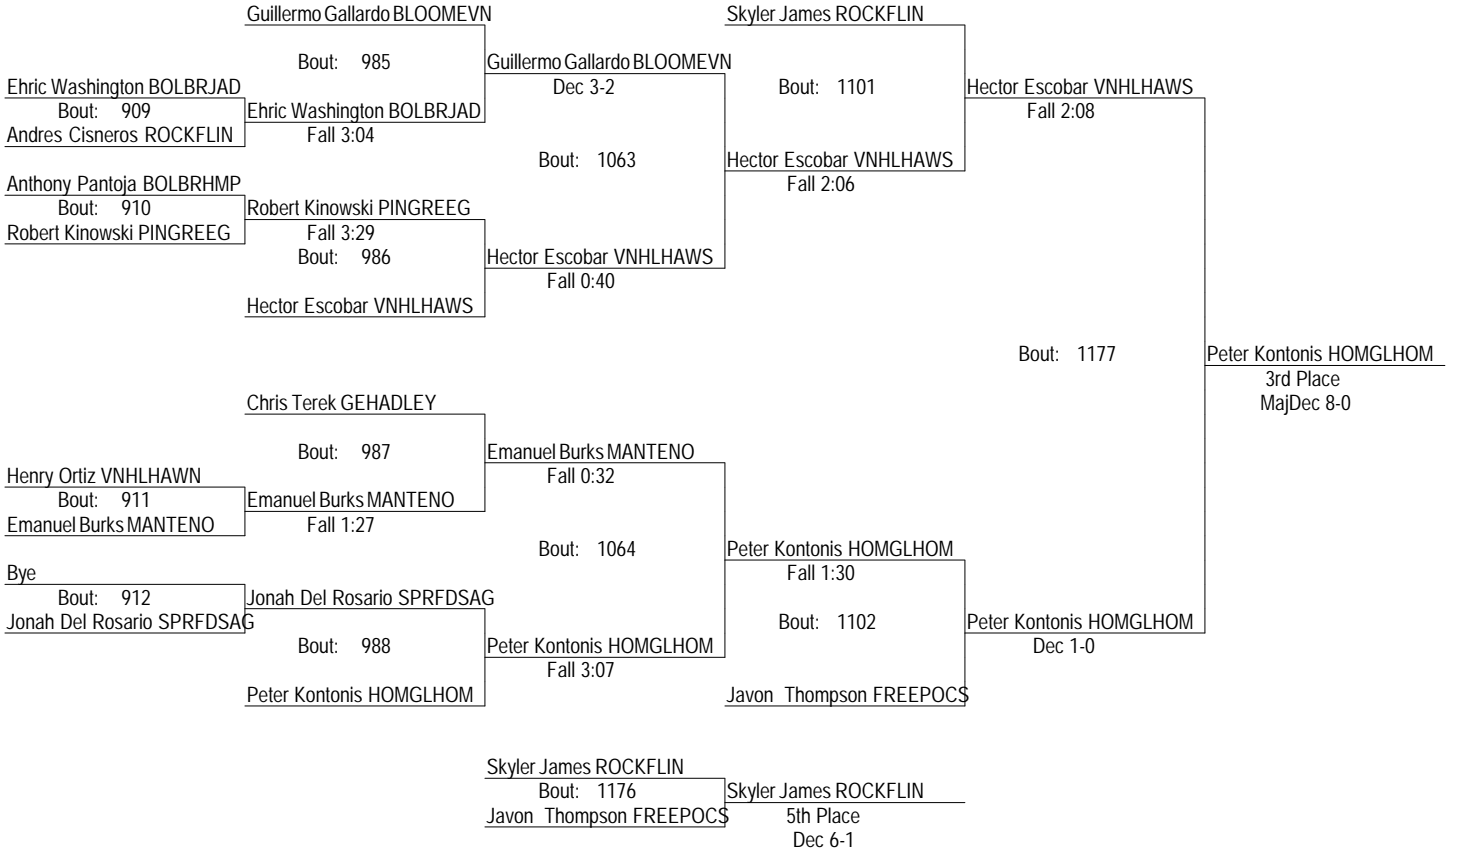 Guillermo Gallardo BLOOMEVN
Skyler James ROCKFLIN
Bout: 985
Guillermo Gallardo BLOOMEVN
Ehric Washington BOLBRJAD
Dec 3-2
Bout: 1101
Hector Escobar VNHLHAWS
Bout: 909
Ehric Washington BOLBRJAD
Fall 2:08
Andres Cisneros ROCKFLIN
Fall 3:04
Bout: 1063
Hector Escobar VNHLHAWS
Anthony Pantoja BOLBRHMP
Fall 2:06
Bout: 910
Robert Kinowski PINGREEG
Robert Kinowski PINGREEG
Fall 3:29
Bout: 986
Hector Escobar VNHLHAWS
Fall 0:40
Hector Escobar VNHLHAWS
Bout: 1177
Peter Kontonis HOMGLHOM
3rd Place
MajDec 8-0
Chris Terek GEHADLEY
Bout: 987
Emanuel Burks MANTENO
Henry Ortiz VNHLHAWN
Fall 0:32
Bout: 911
Emanuel Burks MANTENO
Emanuel Burks MANTENO
Fall 1:27
Bout: 1064
Peter Kontonis HOMGLHOM
Bye
Fall 1:30
Bout: 912
Jonah Del Rosario SPRFDSAG
Jonah Del Rosario SPRFDSAG
Bout: 1102
Peter Kontonis HOMGLHOM
Bout: 988
Peter Kontonis HOMGLHOM
Dec 1-0
Fall 3:07
Peter Kontonis HOMGLHOM
Javon Thompson FREEPOCS
Skyler James ROCKFLIN
Bout: 1176
Skyler James ROCKFLIN
Javon Thompson FREEPOCS
5th Place
Dec 6-1